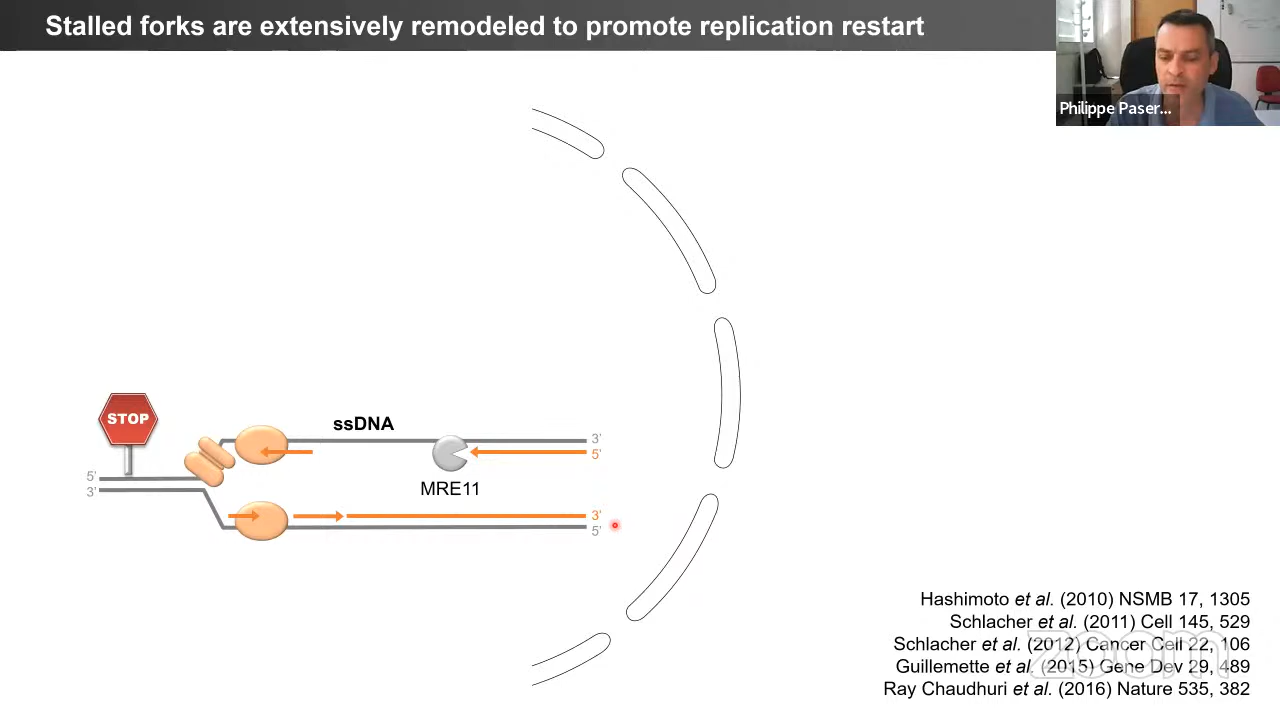 Stalled forks are extensively remodeled to promote replication restart
Philippe Paser...
STOP
ssDNA
3'
5'
MRE11
5'
3'
3'
5'
Hashimoto et al. (2010) NSMB 17, 1305
Schlacher et al. (2011) Cell 145, 529
Schlacher et al. (2012) Cancer Cell 22, 106
Guillemette et al. (2015) Gene Dev 29, 489
Ray Chaudhuri et al. (2016) Nature 535, 382
zoom